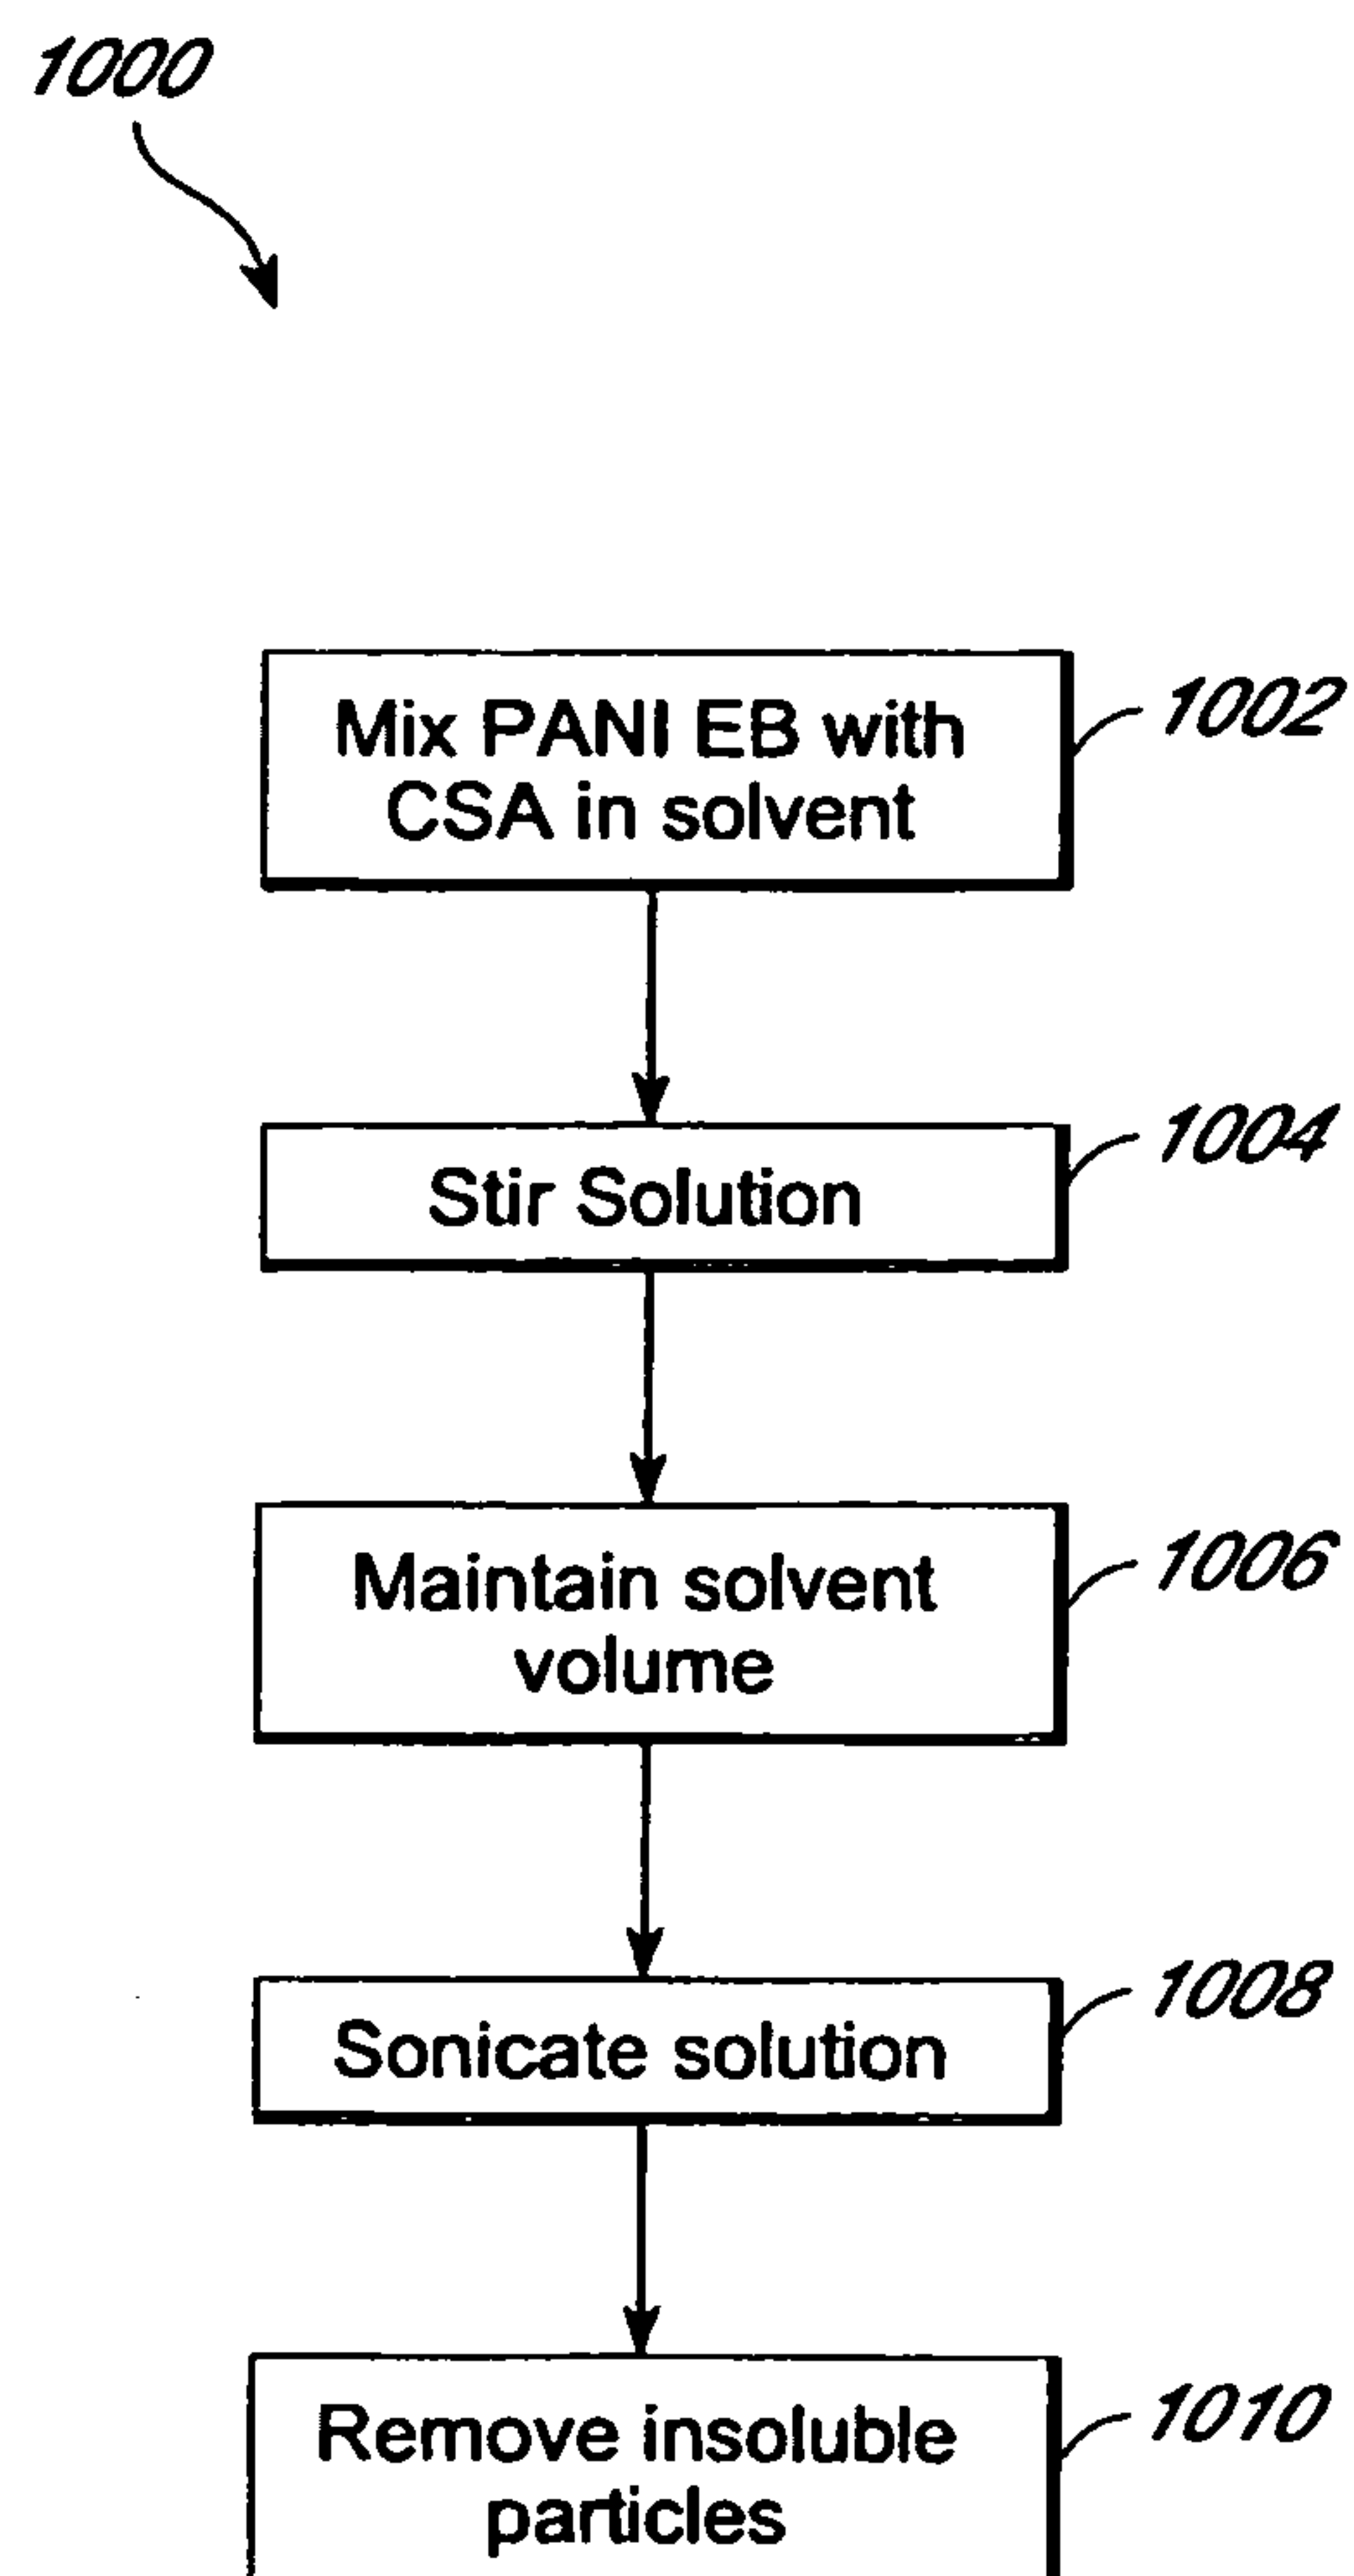 1000
Mix PANI EB with
CSA in solvent
1002
Stir Solution
1004
Maintain solvent
volume
1006
Sonicate solution
1008
Remove insoluble
particles
1010